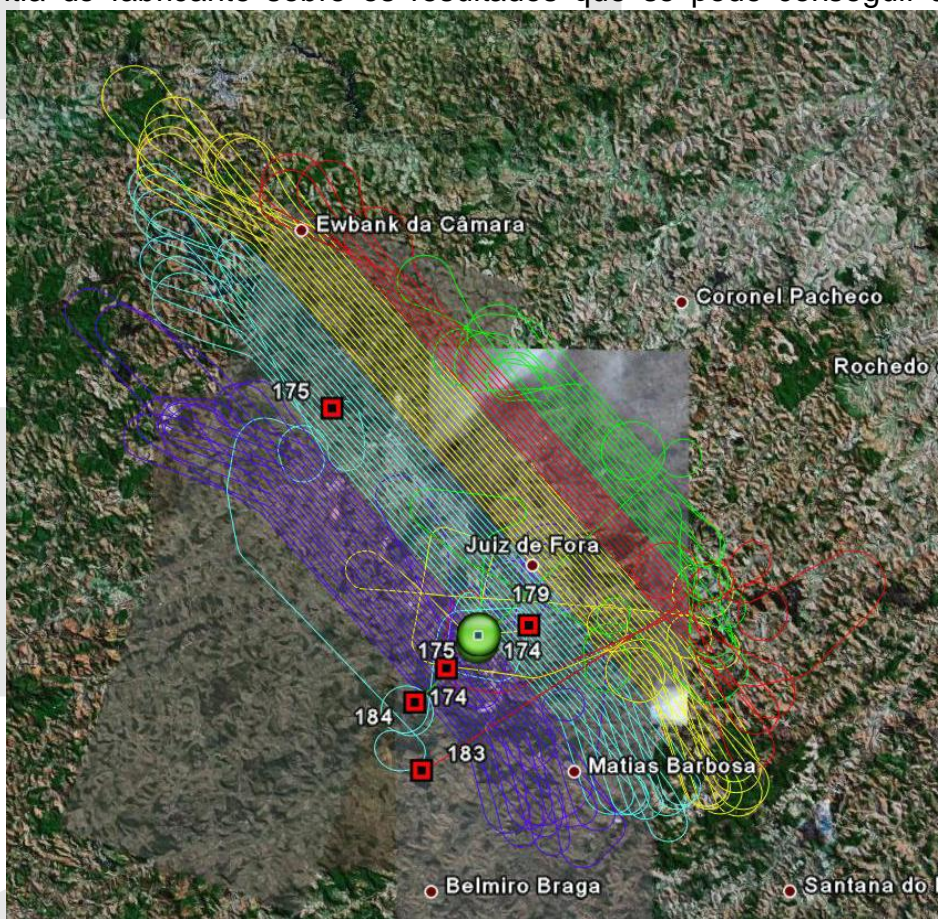 Ewbank da Câmara
Coronel Pacheco
Rochedo
175
Juiz de Fora
179
175
174
174
184
183
Matias Barbosa
Belmiro Braga
Santana do